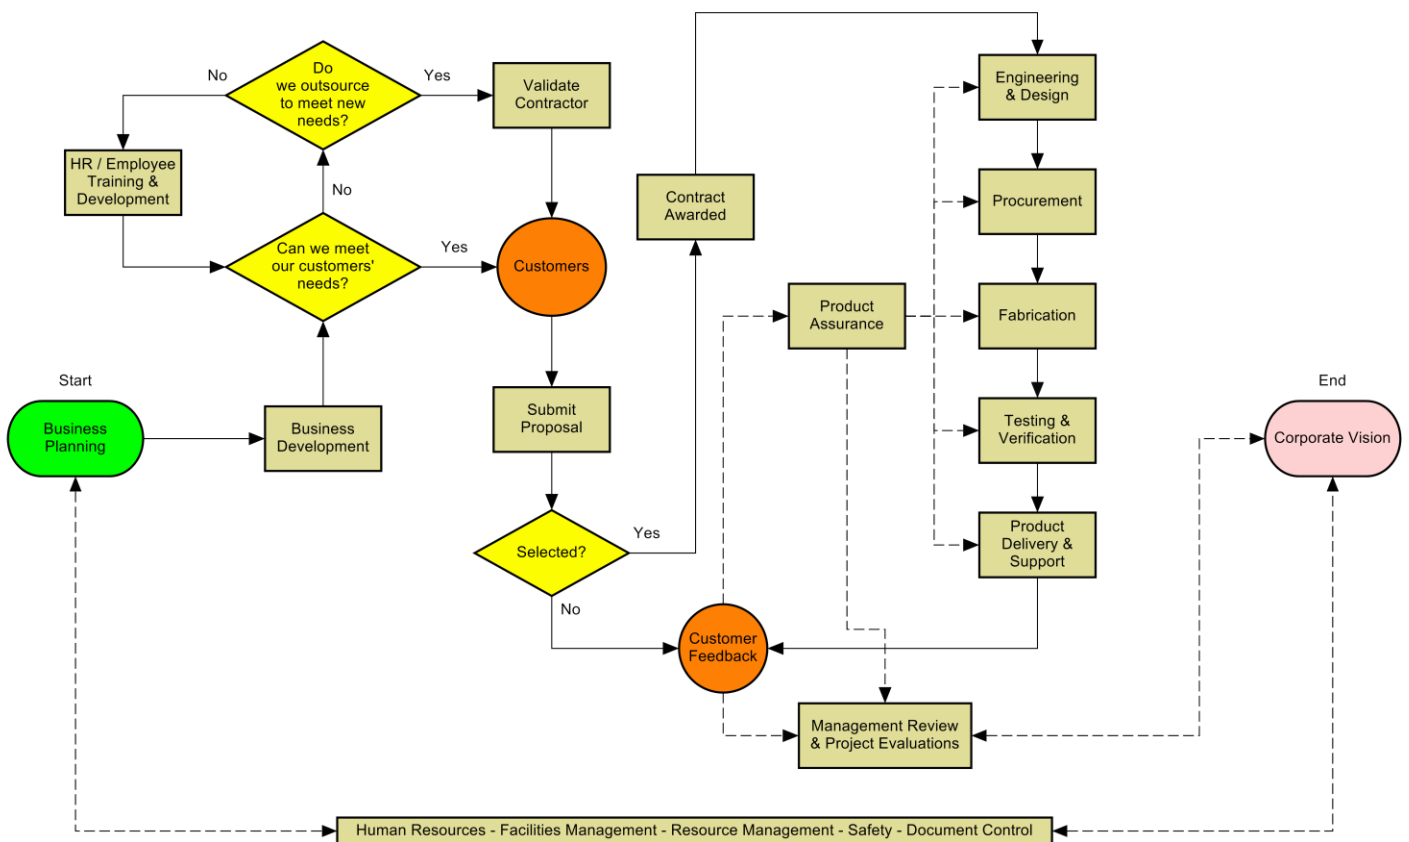 Do
we outsource
to meet new
needs?
No
Yes
Validate
Contractor
Engineering
& Design
HR / Employee
Training &
Development
No
Contract
Awarded
Procurement
Can we meet
our customers'
needs?
Yes
Customers
Product
Assurance
Fabrication
Start
Business
Planning
Business
Development
Submit
Proposal
Testing &
Verification
End
Corporate Vision
Selected?
Yes
No
Product
Delivery &
Support
Customer
Feedback
Management Review
& Project Evaluations
Human Resources - Facilities Management - Resource Management - Safety - Document Control